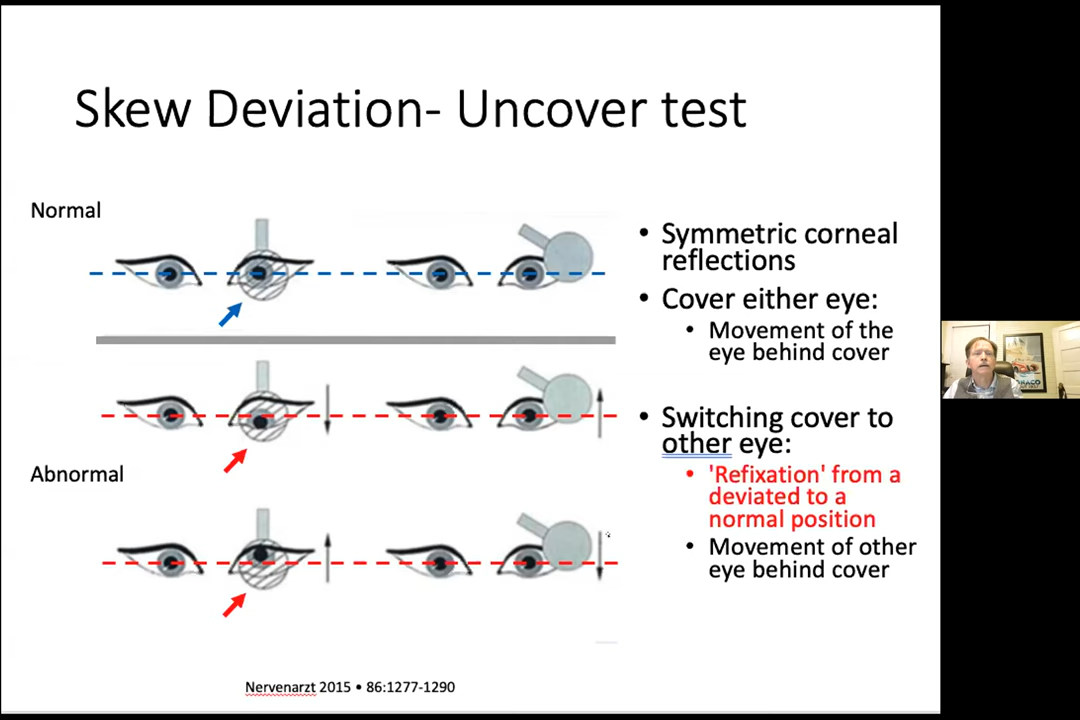 Skew Deviation- Uncover test
Normal
Abnormal
• Symmetric corneal
reflections
• Cover either eye:
• Movement of the
eye behind cover
• Switching cover to
other eye:
• 'Refixation' from a
deviated to a
normal position
• Movement of other
eye behind cover
Nervenarzt 2015 • 86:1277-1290